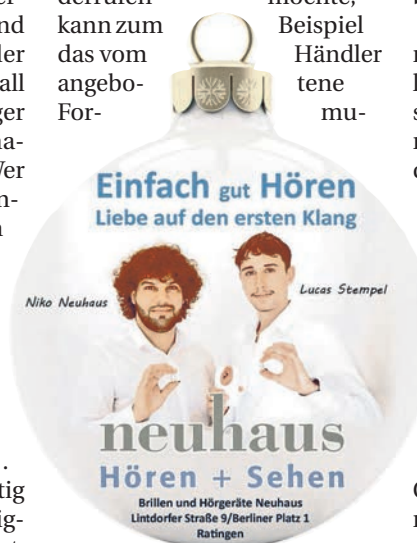 kann zum
Beispiel
das vom
Händler
angebo-
tene
For-
mu-
Einfach gut Hören
Liebe auf den ersten Klang
Niko Neuhaus
Lucas Stempel
neuhaus
Hören + Sehen
Brillen und Hörgeräte Neuhaus
Lintdorfer Straße 9/Berliner Platz 1
Ratingen